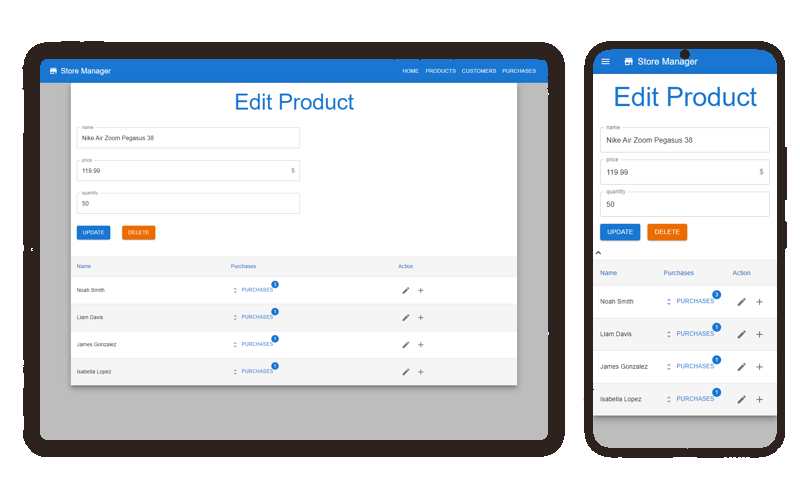 Store Manager
HOME PRODUCTS CUSTOMERS PURCHASES
Edit Product
name
Nike Air Zoom Pegasus 38
price
119.99 $
quantity
50
UPDATE DELETE
Name Purchases Action
Noah Smith PURCHASES 3
Liam Davis PURCHASES 1
James Gonzalez PURCHASES 1
Isabella Lopez PURCHASES 1
Store Manager
Edit Product
name
Nike Air Zoom Pegasus 38
price
119.99 $
quantity
50
UPDATE DELETE
Name Purchases Action
Noah Smith PURCHASES 3
Liam Davis PURCHASES 1
James Gonzalez PURCHASES 1
Isabella Lopez PURCHASES 1